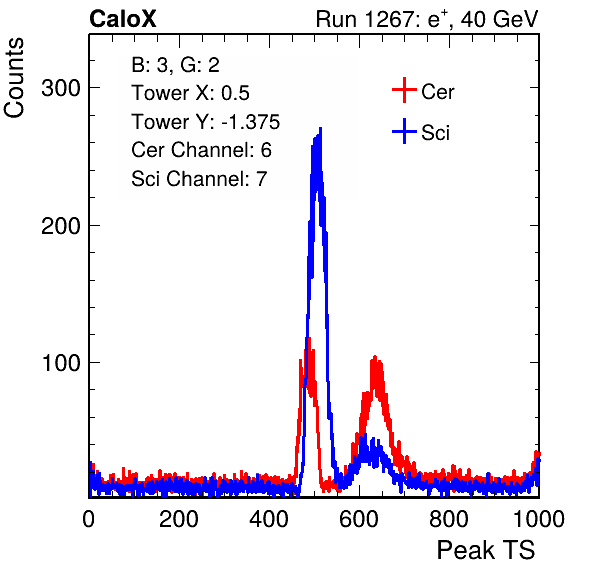 CaloX Run 1267: e⁺, 40 GeV
Counts
B: 3, G: 2
Tower X: 0.5
Tower Y: -1.375
Cer Channel: 6
Sci Channel: 7
Cer
Sci
300
200
100
0 200 400 600 800 1000
Peak TS